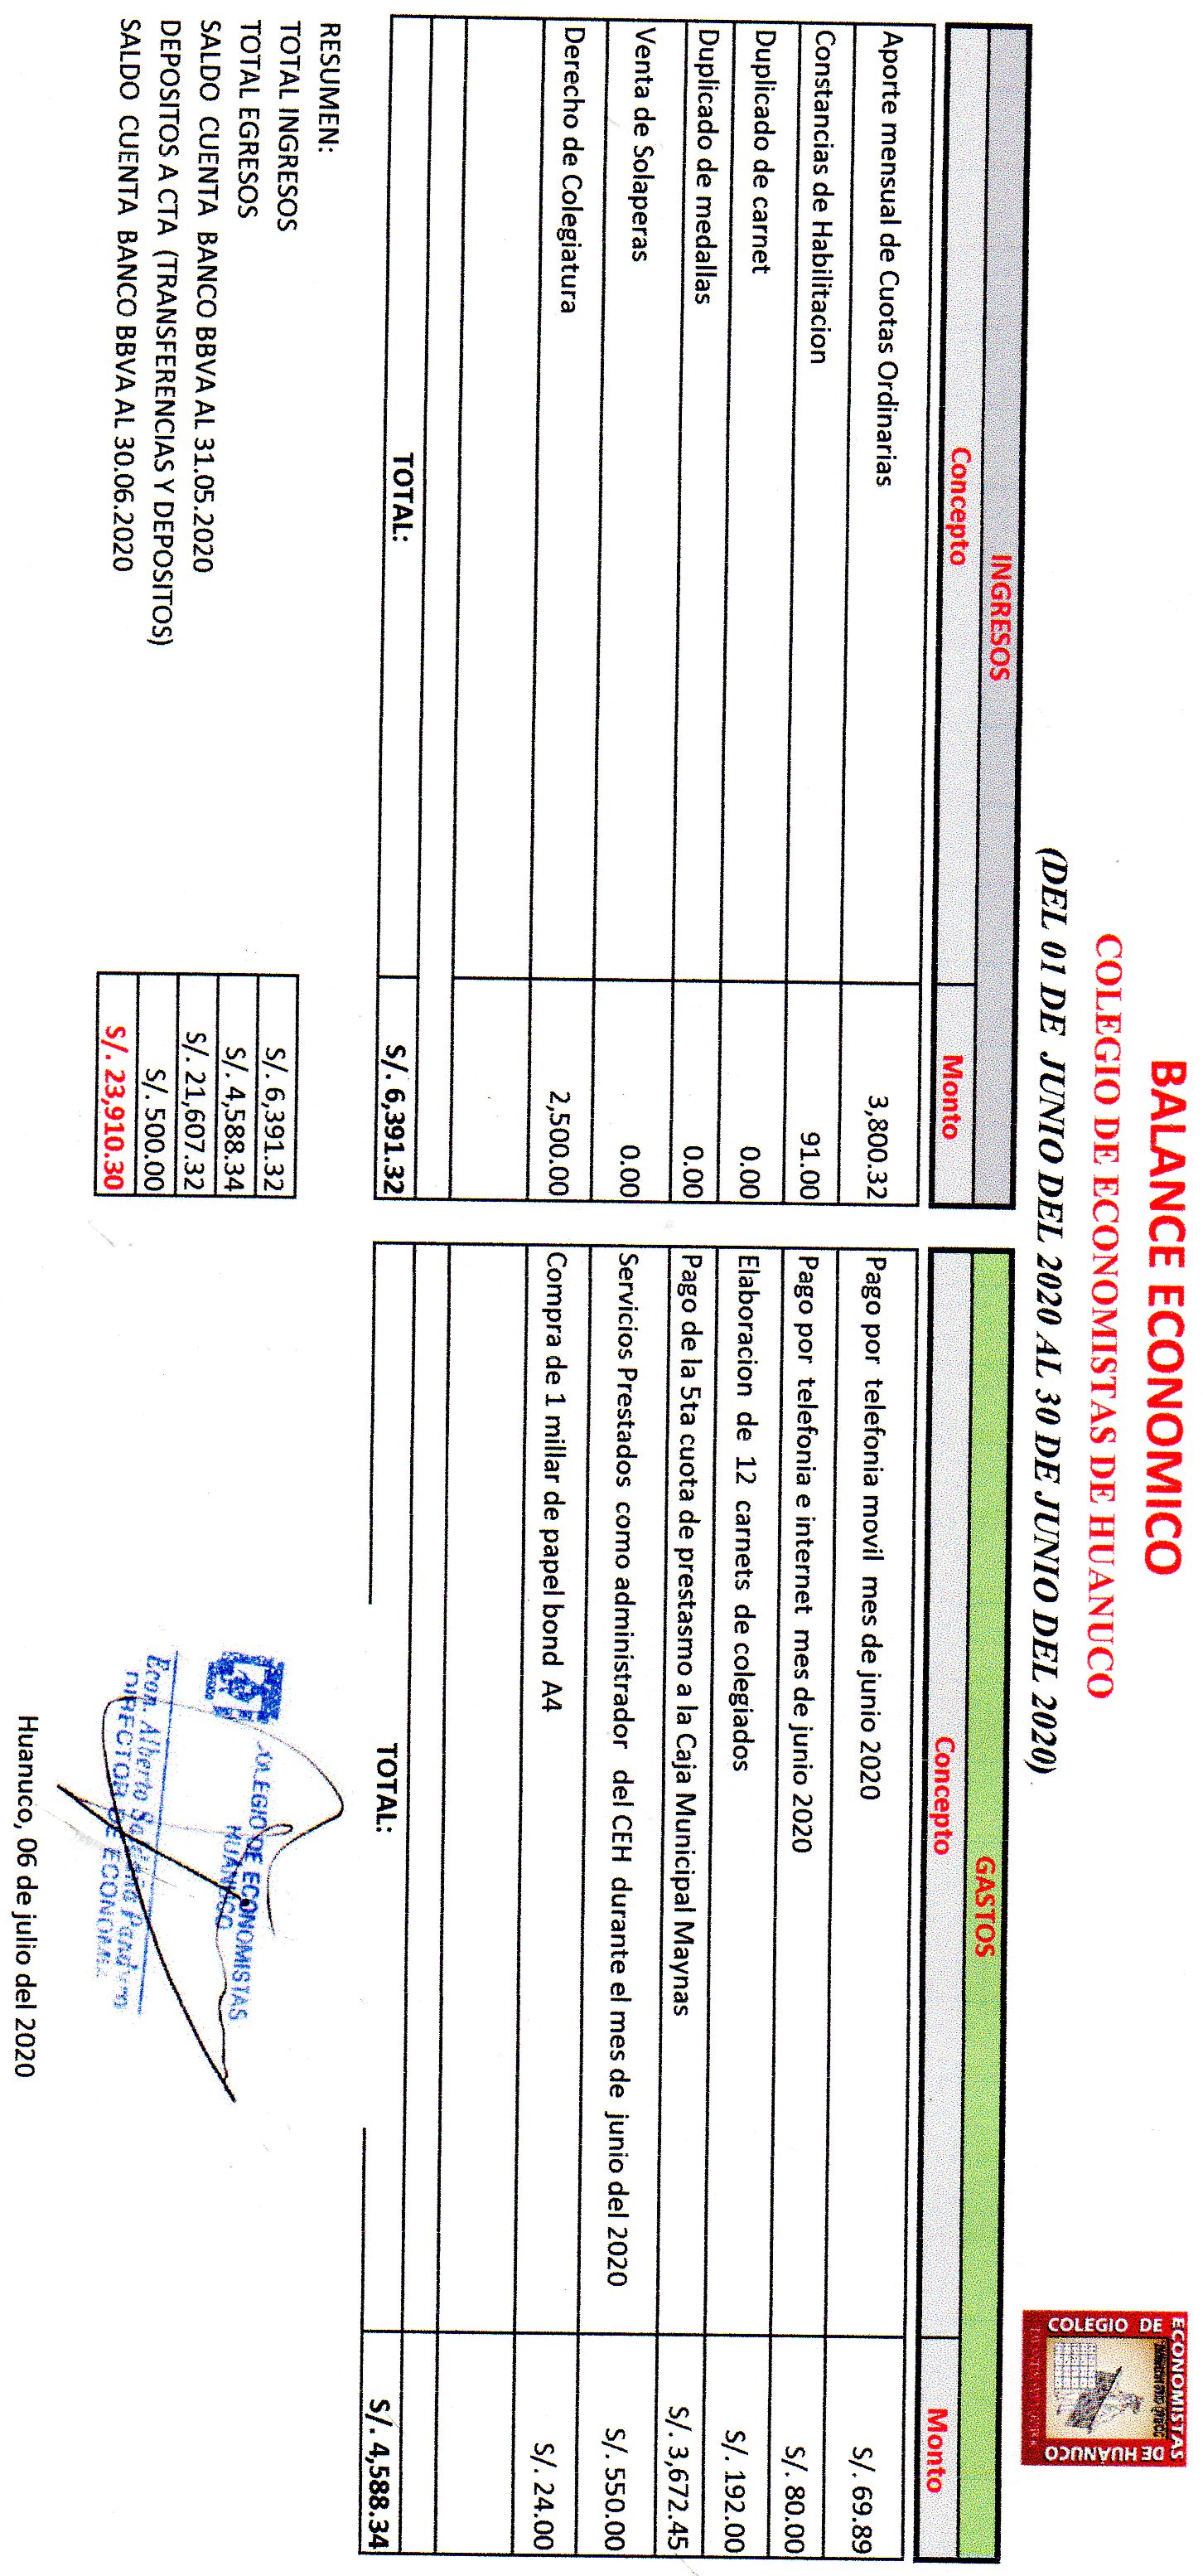 BALANCE ECONOMICO
COLEGIO DE ECONOMISTAS DE HUANUCO
(DEL 01 DE JUNIO DEL 2020 AL 30 DE JUNIO DEL 2020)
COLEGIO DE ECONOMISTAS DE HUANUCO
INGRESOS
Concepto Monto
Aporte mensual de Cuotas Ordinarias 3,800.32
Constancias de Habilitacion 91.00
Duplicado de carnet 0.00
Duplicado de medallas 0.00
Venta de Solaperas 0.00
Derecho de Colegiatura 2,500.00
TOTAL: S/. 6,391.32
GASTOS
Concepto Monto
Pago por telefonia movil mes de junio 2020 S/. 69.89
Pago por telefonia e internet mes de junio 2020 S/. 80.00
Elaboracion de 12 carnets de colegiados S/. 192.00
Pago de la 5ta cuota de prestasmo a la Caja Municipal Maynas S/. 3,672.45
Servicios Prestados como administrador del CEH durante el mes de junio del 2020 S/. 550.00
Compra de 1 millar de papel bond A4 S/. 24.00
TOTAL: S/. 4,588.34
RESUMEN:
TOTAL INGRESOS S/. 6,391.32
TOTAL EGRESOS S/. 4,588.34
SALDO CUENTA BANCO BBVA AL 31.05.2020 S/. 21,607.32
DEPOSITOS A CTA (TRANSFERENCIAS Y DEPOSITOS) S/. 500.00
SALDO CUENTA BANCO BBVA AL 30.06.2020 S/. 23,910.30
COLEGIO DE ECONOMISTAS
HUANUCO
Econ. Alberto Saldaña Panduro
DIRECTOR DE ECONOMIA
Huanuco, 06 de julio del 2020